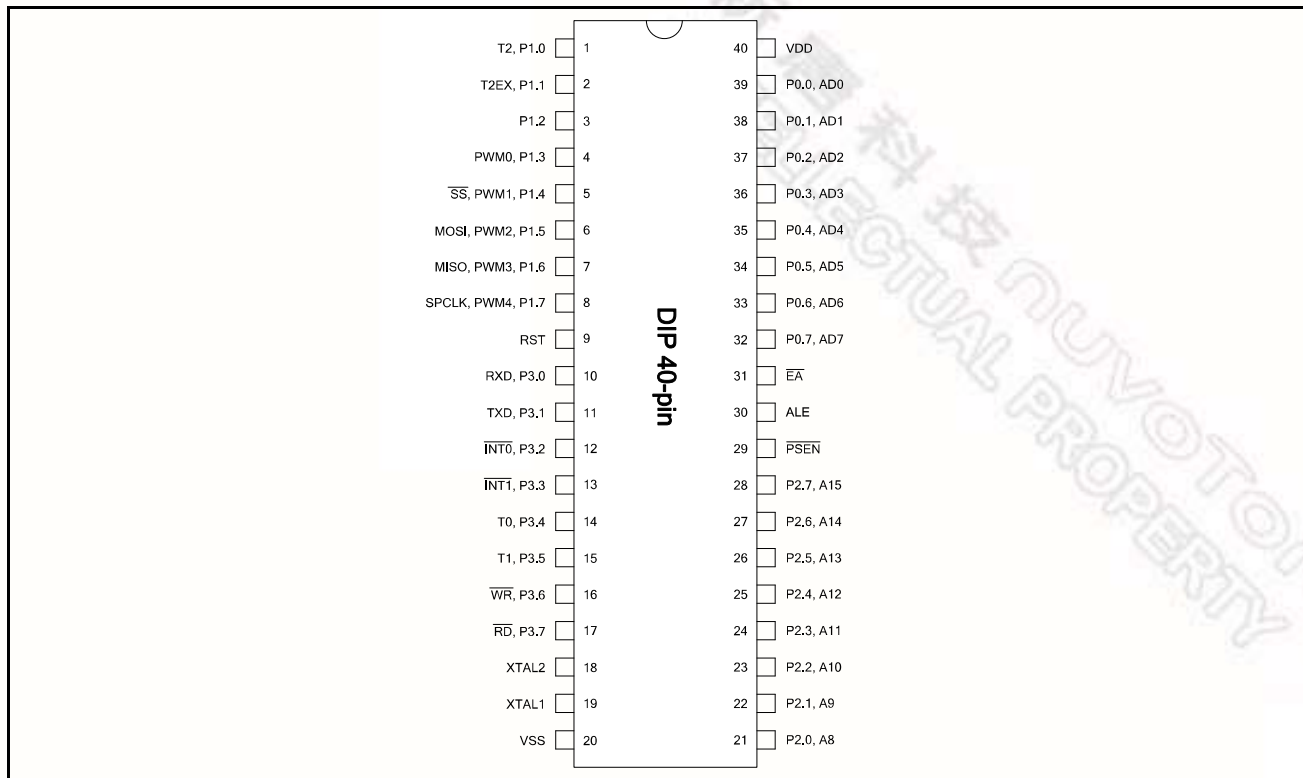 T2, P1.0 1 40 VDD
T2EX, P1.1 2 39 P0.0, AD0
P1.2 3 38 P0.1, AD1
PWM0, P1.3 4 37 P0.2, AD2
S̅S̅, PWM1, P1.4 5 36 P0.3, AD3
MOSI, PWM2, P1.5 6 35 P0.4, AD4
MISO, PWM3, P1.6 7 34 P0.5, AD5
SPCLK, PWM4, P1.7 8 33 P0.6, AD6
RST 9 32 P0.7, AD7
RXD, P3.0 10 31 E̅A̅
TXD, P3.1 11 30 ALE
I̅N̅T̅0̅, P3.2 12 29 P̅S̅E̅N̅
I̅N̅T̅1̅, P3.3 13 28 P2.7, A15
T0, P3.4 14 27 P2.6, A14
T1, P3.5 15 26 P2.5, A13
W̅R̅, P3.6 16 25 P2.4, A12
R̅D̅, P3.7 17 24 P2.3, A11
XTAL2 18 23 P2.2, A10
XTAL1 19 22 P2.1, A9
VSS 20 21 P2.0, A8
DIP 40-pin
科技 nuvoTon
PROPERTY